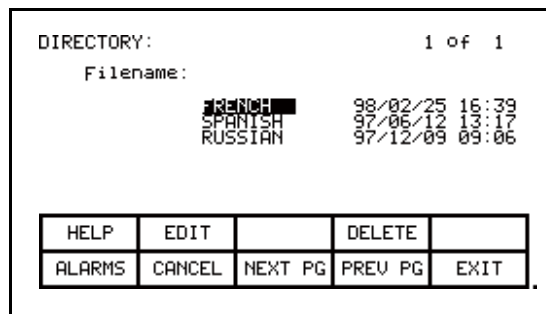 DIRECTORY: 1 of 1
Filename:
FRENCH 98/02/25 16:39
SPANISH 97/06/12 13:17
RUSSIAN 97/12/09 09:06
HELP EDIT DELETE
ALARMS CANCEL NEXT PG PREV PG EXIT